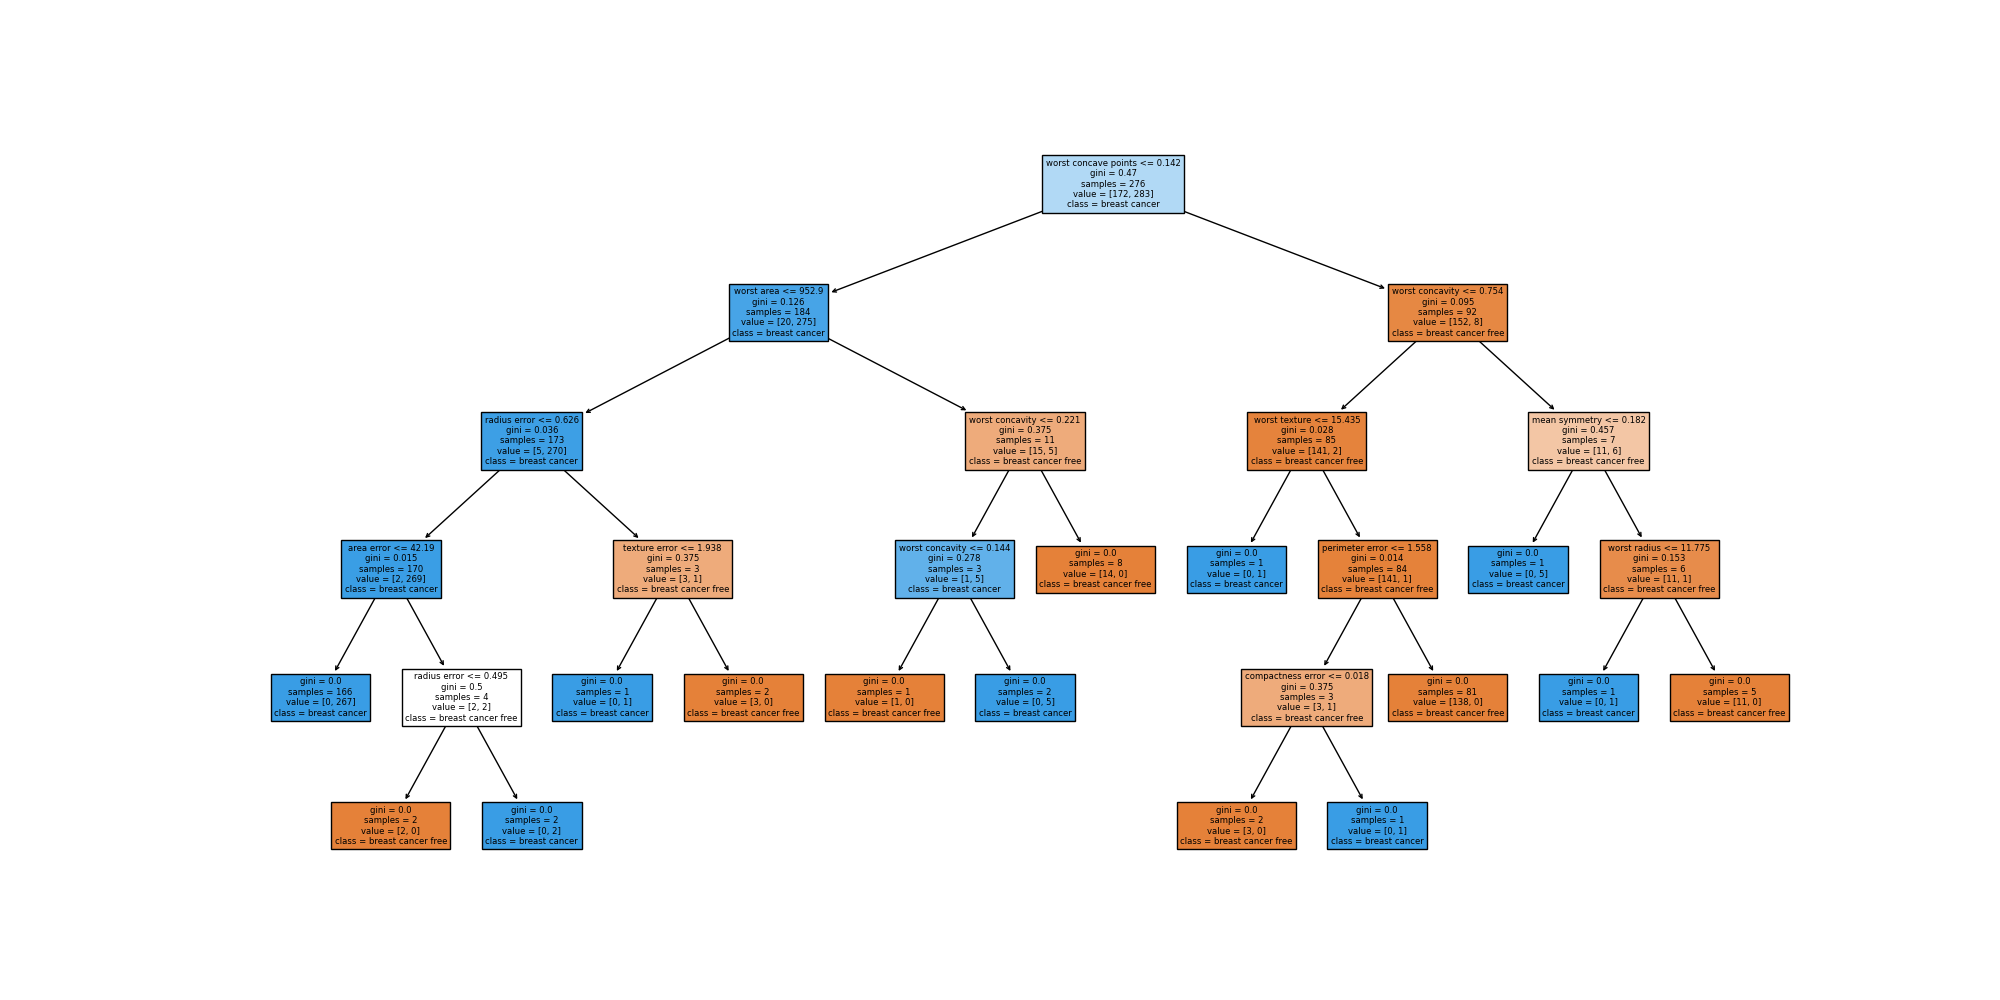 worst concave points <= 0.142
gini = 0.47
samples = 276
value = [172, 283]
class = breast cancer
worst area <= 952.9
gini = 0.126
samples = 184
value = [20, 275]
class = breast cancer
worst concavity <= 0.754
gini = 0.095
samples = 92
value = [152, 8]
class = breast cancer free
radius error <= 0.626
gini = 0.036
samples = 173
value = [5, 270]
class = breast cancer
worst concavity <= 0.221
gini = 0.375
samples = 11
value = [15, 5]
class = breast cancer free
worst texture <= 15.435
gini = 0.028
samples = 85
value = [141, 2]
class = breast cancer free
mean symmetry <= 0.182
gini = 0.457
samples = 7
value = [11, 6]
class = breast cancer free
area error <= 42.19
gini = 0.015
samples = 170
value = [2, 269]
class = breast cancer
texture error <= 1.938
gini = 0.375
samples = 3
value = [3, 1]
class = breast cancer free
worst concavity <= 0.144
gini = 0.278
samples = 3
value = [1, 5]
class = breast cancer
gini = 0.0
samples = 8
value = [14, 0]
class = breast cancer free
gini = 0.0
samples = 1
value = [0, 1]
class = breast cancer
perimeter error <= 1.558
gini = 0.014
samples = 84
value = [141, 1]
class = breast cancer free
gini = 0.0
samples = 1
value = [0, 5]
class = breast cancer
worst radius <= 11.775
gini = 0.153
samples = 6
value = [11, 1]
class = breast cancer free
gini = 0.0
samples = 166
value = [0, 267]
class = breast cancer
radius error <= 0.495
gini = 0.5
samples = 4
value = [2, 2]
class = breast cancer free
gini = 0.0
samples = 1
value = [0, 1]
class = breast cancer
gini = 0.0
samples = 2
value = [3, 0]
class = breast cancer free
gini = 0.0
samples = 1
value = [1, 0]
class = breast cancer free
gini = 0.0
samples = 2
value = [0, 5]
class = breast cancer
compactness error <= 0.018
gini = 0.375
samples = 3
value = [3, 1]
class = breast cancer free
gini = 0.0
samples = 81
value = [138, 0]
class = breast cancer free
gini = 0.0
samples = 1
value = [0, 1]
class = breast cancer
gini = 0.0
samples = 5
value = [11, 0]
class = breast cancer free
gini = 0.0
samples = 2
value = [2, 0]
class = breast cancer free
gini = 0.0
samples = 2
value = [0, 2]
class = breast cancer
gini = 0.0
samples = 2
value = [3, 0]
class = breast cancer free
gini = 0.0
samples = 1
value = [0, 1]
class = breast cancer